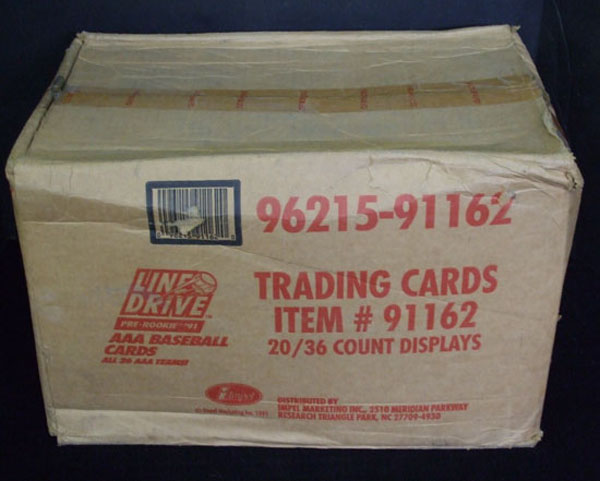 96215-91162
LINE
DRIVE
PRE-ROOKIE '91
AAA BASEBALL
CARDS
ALL 26 AAA TEAMS!
TRADING CARDS
ITEM # 91162
20/36 COUNT DISPLAYS
Impel
DISTRIBUTED BY
IMPEL MARKETING INC., 2510 MERIDIAN PARKWAY
RESEARCH TRIANGLE PARK, NC 27709-4930